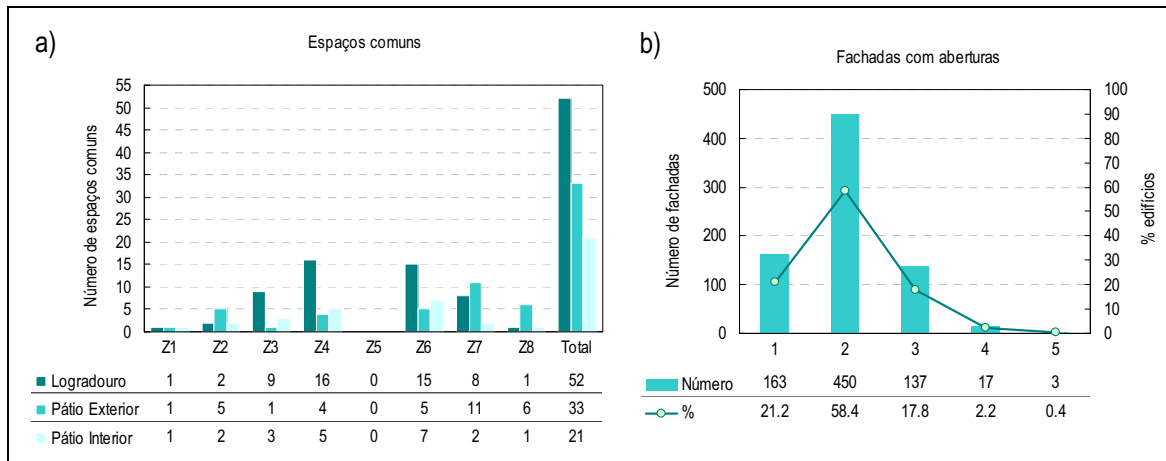 a)
Espaços comuns
Número de espaços comuns
55
50
45
40
35
30
25
20
15
10
5
0
Z1 Z2 Z3 Z4 Z5 Z6 Z7 Z8 Total
Logradouro 1 2 9 16 0 15 8 1 52
Pátio Exterior 1 5 1 4 0 5 11 6 33
Pátio Interior 1 2 3 5 0 7 2 1 21
b)
Fachadas com aberturas
Número de fachadas
500
400
300
200
100
0
100
90
80
70
60
50
40
30
20
10
0
% edifícios
1 2 3 4 5
Número 163 450 137 17 3
% 21.2 58.4 17.8 2.2 0.4